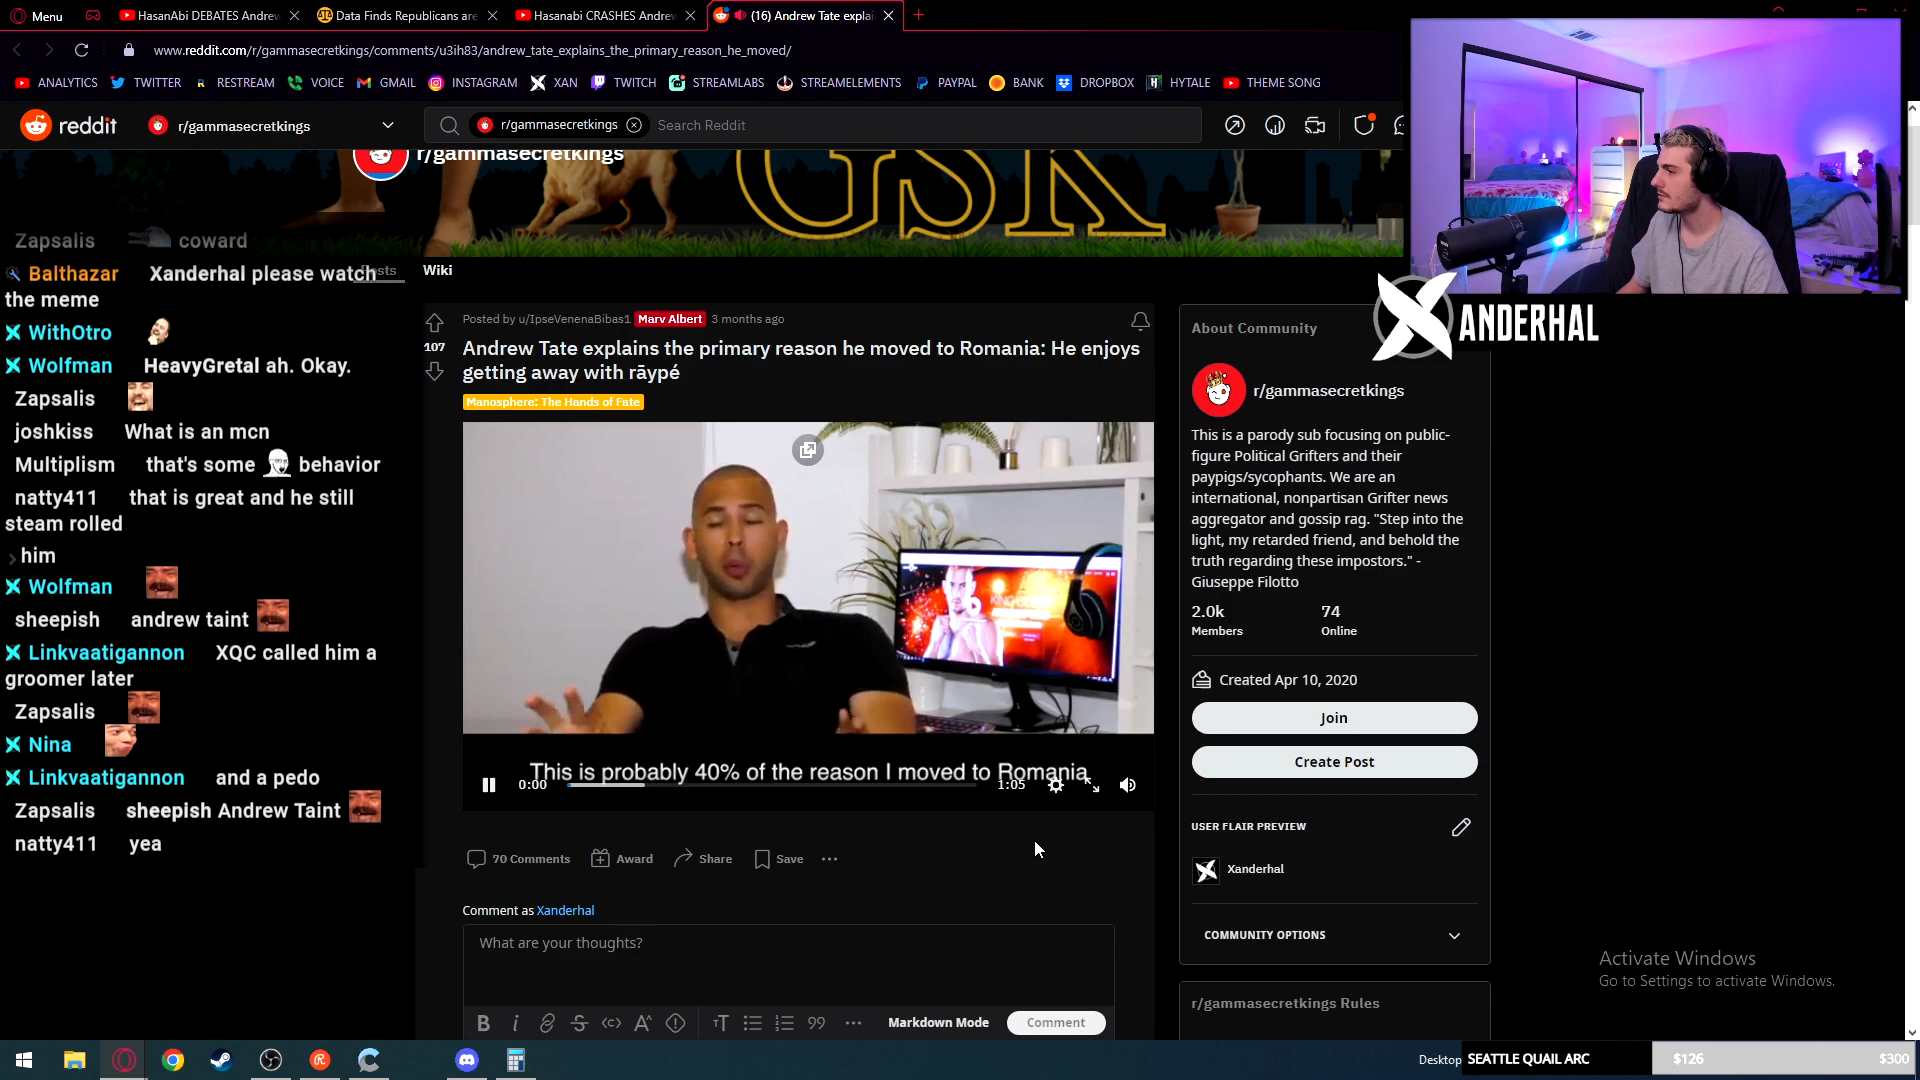 Menu
HasanAbi DEBATES Andrew
Data Finds Republicans are
Hasanabi CRASHES Andrew
(16) Andrew Tate explai
www.reddit.com/r/gammasecretkings/comments/u3ih83/andrew_tate_explains_the_primary_reason_he_moved/
ANALYTICS
TWITTER
RESTREAM
VOICE
GMAIL
INSTAGRAM
XAN
TWITCH
STREAMLABS
STREAMELEMENTS
PAYPAL
BANK
DROPBOX
HYTALE
THEME SONG
reddit
r/gammasecretkings
r/gammasecretkings
Search Reddit
r/gammasecretkings
GSK
Posts
Wiki
Zapsalis coward
Balthazar Xanderhal please watch
the meme
WithOtro
Wolfman HeavyGretal ah. Okay.
Zapsalis
joshkiss What is an mcn
Multiplism that's some behavior
natty411 that is great and he still
steam rolled
him
Wolfman
sheepish andrew taint
Linkvaatigannon XQC called him a
groomer later
Zapsalis
Nina
Linkvaatigannon and a pedo
Zapsalis sheepish Andrew Taint
natty411 yea
107
Posted by u/IpseVenenaBibas1 Marv Albert 3 months ago
Andrew Tate explains the primary reason he moved to Romania: He enjoys
getting away with rāypé
Manosphere: The Hands of Fate
This is probably 40% of the reason I moved to Romania,
0:00
1:05
70 Comments
Award
Share
Save
Comment as Xanderhal
What are your thoughts?
Markdown Mode
Comment
XANDERHAL
About Community
r/gammasecretkings
This is a parody sub focusing on public-
figure Political Grifters and their
paypigs/sycophants. We are an
international, nonpartisan Grifter news
aggregator and gossip rag. "Step into the
light, my retarded friend, and behold the
truth regarding these impostors." -
Giuseppe Filotto
2.0k
Members
74
Online
Created Apr 10, 2020
Join
Create Post
USER FLAIR PREVIEW
Xanderhal
COMMUNITY OPTIONS
r/gammasecretkings Rules
Activate Windows
Go to Settings to activate Windows.
Desktop
SEATTLE QUAIL ARC
$126
$300